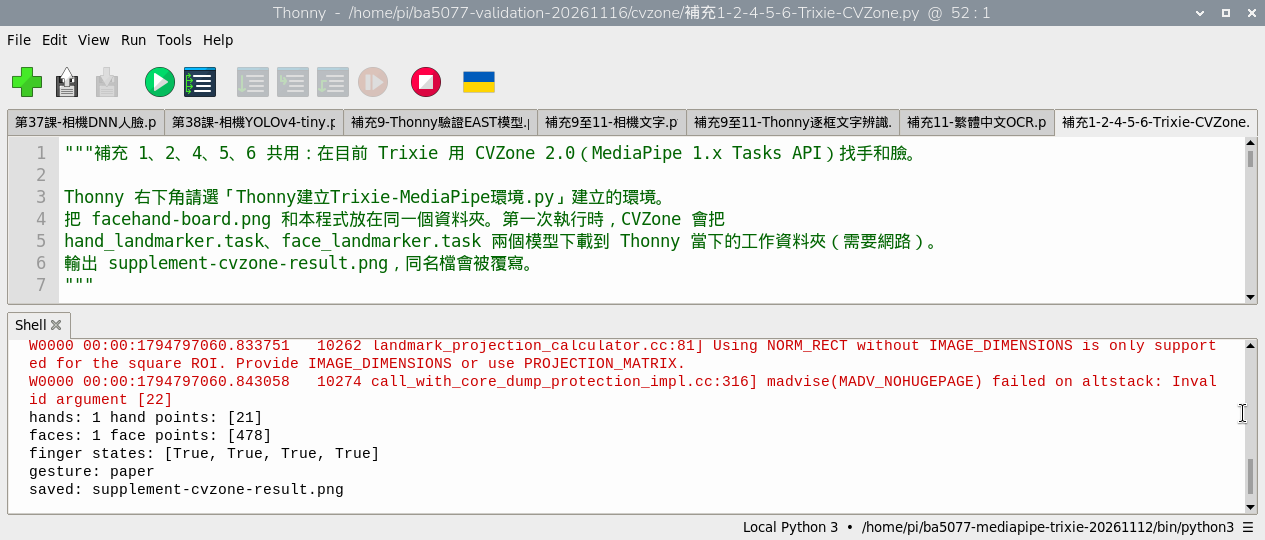 Thonny - /home/pi/ba5077-validation-20261116/cvzone/補充1-2-4-5-6-Trixie-CVZone.py @ 52 : 1
File Edit View Run Tools Help
第37課-相機DNN人臉.p 第38課-相機YOLOv4-tiny.p 補充9-Thonny驗證EAST模型.p 補充9至11-相機文字.p 補充9至11-Thonny逐框文字辨識. 補充11-繁體中文OCR.p 補充1-2-4-5-6-Trixie-CVZone.
1 """補充 1、2、4、5、6 共用：在目前 Trixie 用 CVZone 2.0（MediaPipe 1.x Tasks API）找手和臉。
2
3 Thonny 右下角請選「Thonny建立Trixie-MediaPipe環境.py」建立的環境。
4 把 facehand-board.png 和本程式放在同一個資料夾。第一次執行時，CVZone 會把
5 hand_landmarker.task、face_landmarker.task 兩個模型下載到 Thonny 當下的工作資料夾（需要網路）。
6 輸出 supplement-cvzone-result.png，同名檔會被覆寫。
7 """
Shell
W0000 00:00:1794797060.833751 10262 landmark_projection_calculator.cc:81] Using NORM_RECT without IMAGE_DIMENSIONS is only support
ed for the square ROI. Provide IMAGE_DIMENSIONS or use PROJECTION_MATRIX.
W0000 00:00:1794797060.843058 10274 call_with_core_dump_protection_impl.cc:316] madvise(MADV_NOHUGEPAGE) failed on altstack: Inval
id argument [22]
hands: 1 hand points: [21]
faces: 1 face points: [478]
finger states: [True, True, True, True]
gesture: paper
saved: supplement-cvzone-result.png
Local Python 3 • /home/pi/ba5077-mediapipe-trixie-20261112/bin/python3 ☰